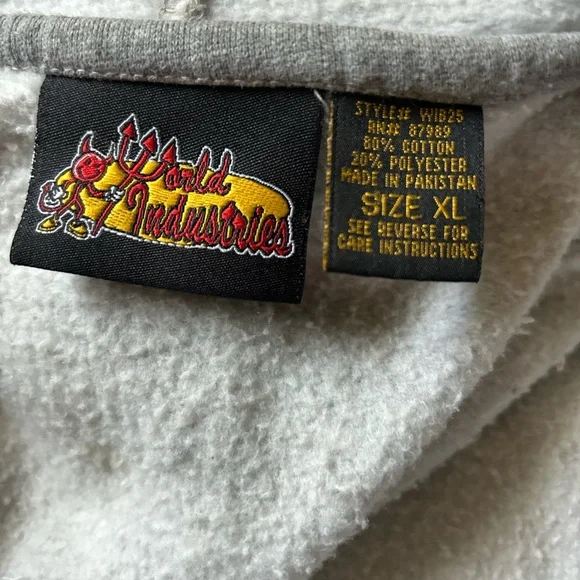 World
Industries
STYLE# WIB25
RN# 87989
80% COTTON
20% POLYESTER
MADE IN PAKISTAN
SIZE XL
SEE REVERSE FOR
CARE INSTRUCTIONS